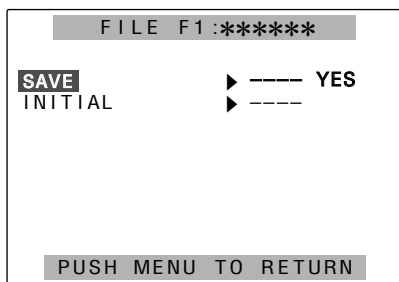 FILE F1:******
SAVE ▶ ---- YES
INITIAL ▶ ----
PUSH MENU TO RETURN